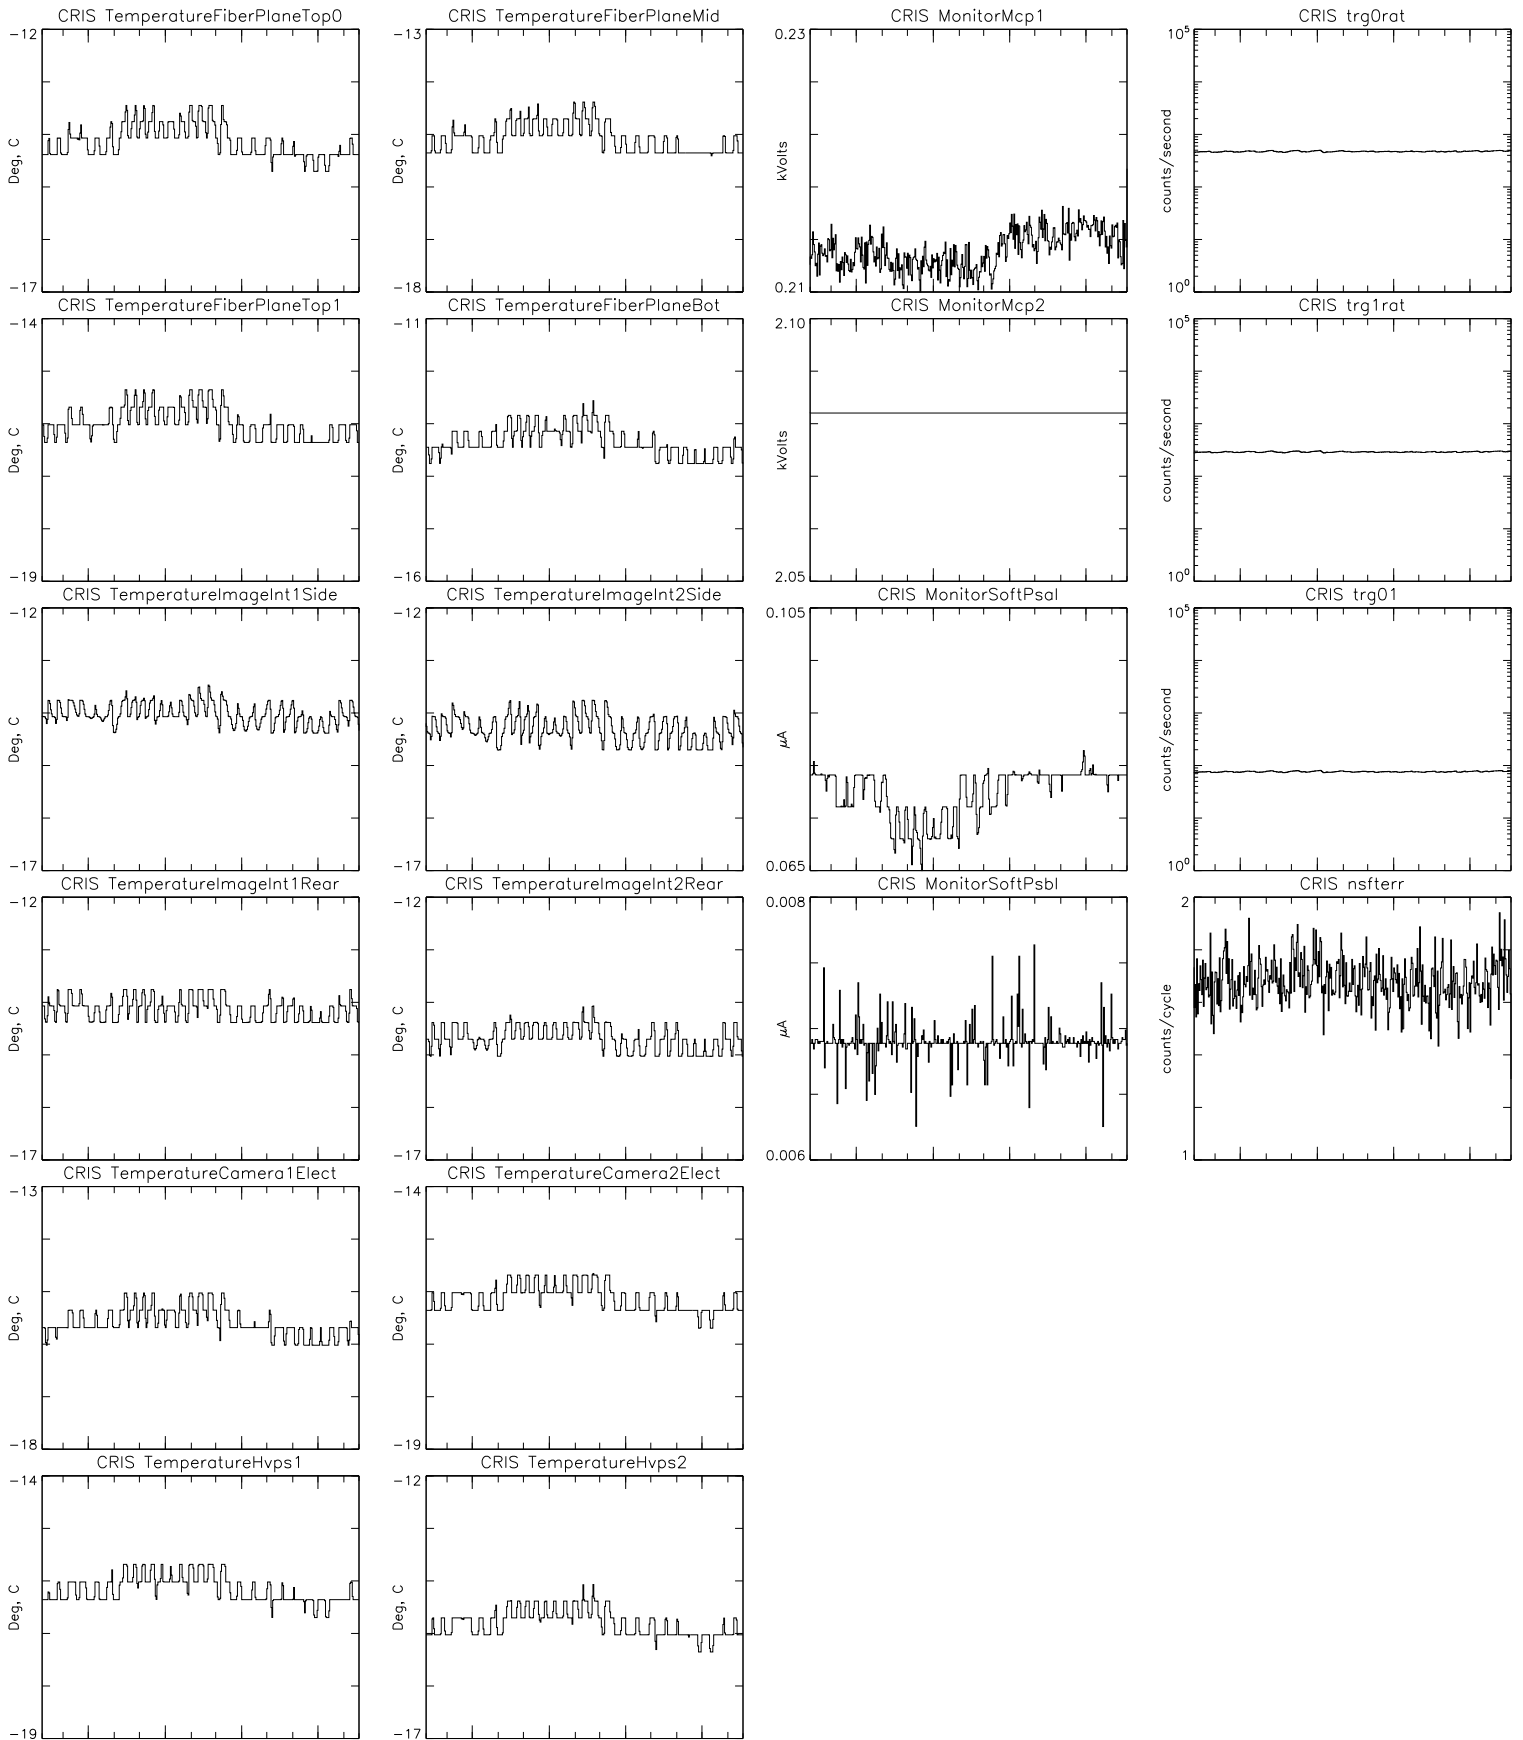 CRIS TemperatureFiberPlaneTop0
CRIS TemperatureFiberPlaneMid
CRIS MonitorMcp1
CRIS trg0rat
-12
Deg, C
-17
-13
Deg, C
-18
0.23
kVolts
0.21
10^5
counts/second
10^0
CRIS TemperatureFiberPlaneTop1
CRIS TemperatureFiberPlaneBot
CRIS MonitorMcp2
CRIS trg1rat
-14
Deg, C
-19
-11
Deg, C
-16
2.10
kVolts
2.05
10^5
counts/second
10^0
CRIS TemperatureImageInt1Side
CRIS TemperatureImageInt2Side
CRIS MonitorSoftPsaI
CRIS trg01
-12
Deg, C
-17
-12
Deg, C
-17
0.105
μA
0.065
10^5
counts/second
10^0
CRIS TemperatureImageInt1Rear
CRIS TemperatureImageInt2Rear
CRIS MonitorSoftPsbI
CRIS nsfterr
-12
Deg, C
-17
-12
Deg, C
-17
0.008
μA
0.006
2
counts/cycle
1
CRIS TemperatureCamera1Elect
CRIS TemperatureCamera2Elect
-13
Deg, C
-18
-14
Deg, C
-19
CRIS TemperatureHvps1
CRIS TemperatureHvps2
-14
Deg, C
-19
-12
Deg, C
-17